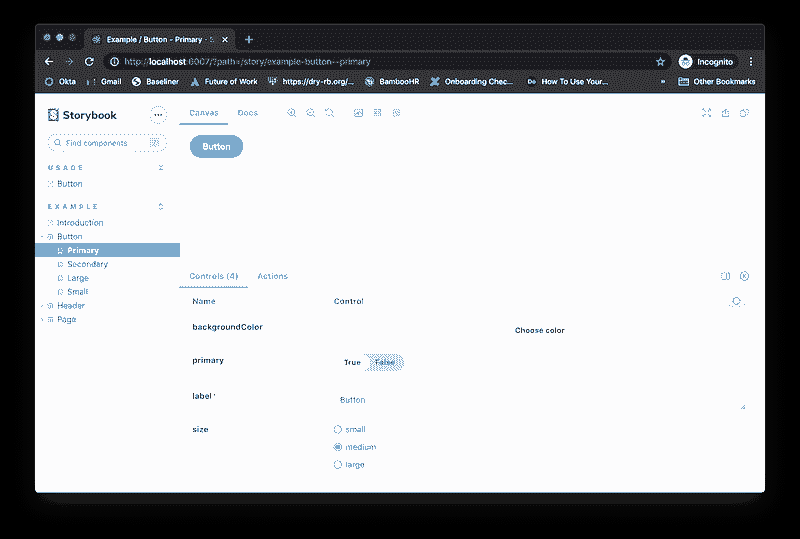 Example / Button - Primary · S
http://localhost:6007/?path=/story/example-button--primary
Incognito
Okta Gmail Baseliner Future of Work https://dry-rb.org/... BambooHR Onboarding Chec... Do How To Use Your... » Other Bookmarks
Storybook
Canvas Docs
Find components
Button
USAGE
Button
EXAMPLE
Introduction
Button
Primary
Secondary
Large
Small
Header
Page
Controls (4) Actions
Name Control
backgroundColor Choose color
primary True False
label* Button
size small
medium
large